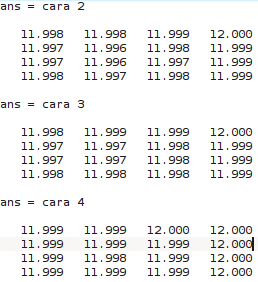 ans = cara 2
11.998 11.998 11.999 12.000
11.997 11.996 11.998 11.999
11.997 11.996 11.997 11.999
11.998 11.997 11.998 11.999
ans = cara 3
11.998 11.999 11.999 12.000
11.997 11.997 11.998 11.999
11.997 11.997 11.998 11.999
11.998 11.998 11.998 11.999
ans = cara 4
11.999 11.999 12.000 12.000
11.999 11.999 11.999 12.000
11.999 11.998 11.999 12.000
11.999 11.999 11.999 12.000